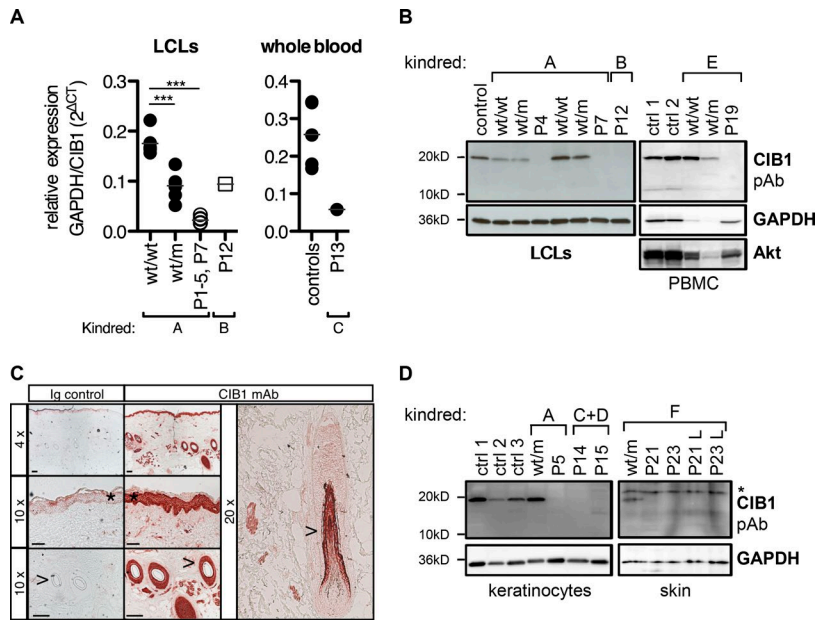 A
LCLs
whole blood
relative expression
GAPDH/CIB1 (2^ΔCT)
0.3
0.2
0.1
0.0
***
***
wt/wt
wt/m
P1-5, P7
P12
Kindred:
A
B
0.4
0.3
0.2
0.1
0.0
controls
P13
C
B
kindred:
A
B
E
control
wt/wt
wt/m
P4
wt/wt
wt/m
P7
P12
ctrl 1
ctrl 2
wt/wt
wt/m
P19
20kD
10kD
36kD
CIB1
pAb
GAPDH
Akt
LCLs
PBMC
C
Ig control
CIB1 mAb
4 x
10 x
10 x
20 x
*
*
>
>
>
D
kindred:
A
C+D
F
ctrl 1
ctrl 2
ctrl 3
wt/m
P5
P14
P15
wt/m
P21
P23
P21 L
P23 L
20kD
10kD
36kD
*
CIB1
pAb
GAPDH
keratinocytes
skin